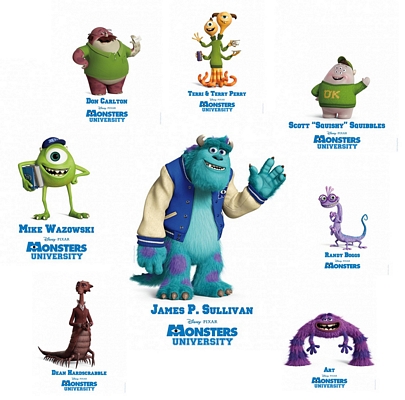 Don Carlton
Disney PIXAR
MONSTERS
UNIVERSITY
Terri & Terry Perry
Disney PIXAR
MONSTERS
UNIVERSITY
OK
Scott "Squishy" Squibbles
Disney PIXAR
MONSTERS
UNIVERSITY
Mike Wazowski
Disney PIXAR
MONSTERS
UNIVERSITY
James P. Sullivan
Disney PIXAR
MONSTERS
UNIVERSITY
Randy Boggs
Disney PIXAR
MONSTERS
UNIVERSITY
Dean Hardscrabble
Disney PIXAR
MONSTERS
UNIVERSITY
Art
Disney PIXAR
MONSTERS
UNIVERSITY